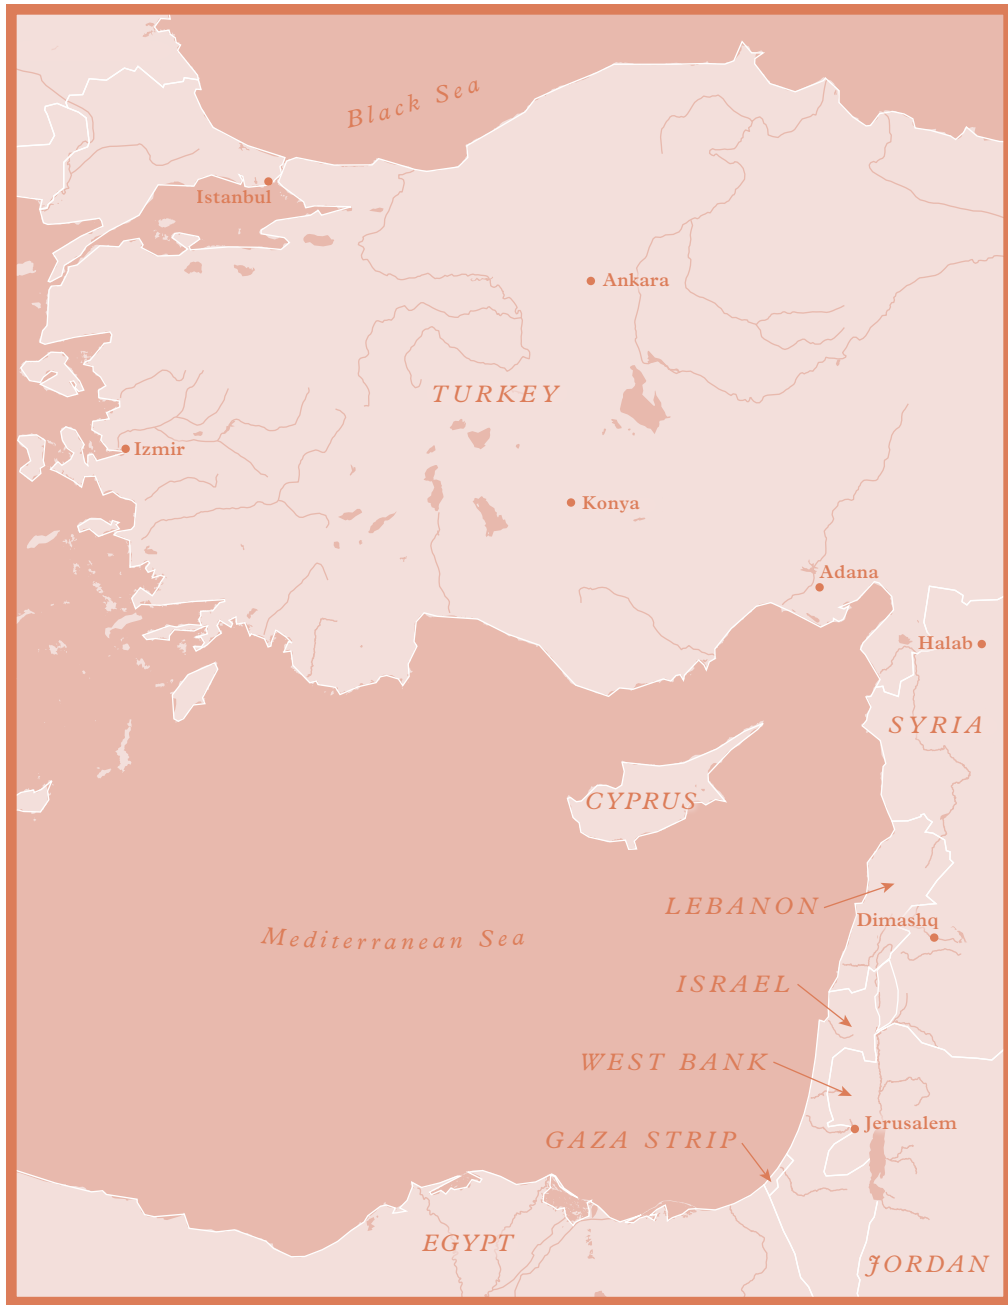 Black Sea
Istanbul
Ankara
TURKEY
Izmir
Konya
Adana
Halab
SYRIA
CYPRUS
LEBANON
Dimashq
Mediterranean Sea
ISRAEL
WEST BANK
Jerusalem
GAZA STRIP
EGYPT
JORDAN